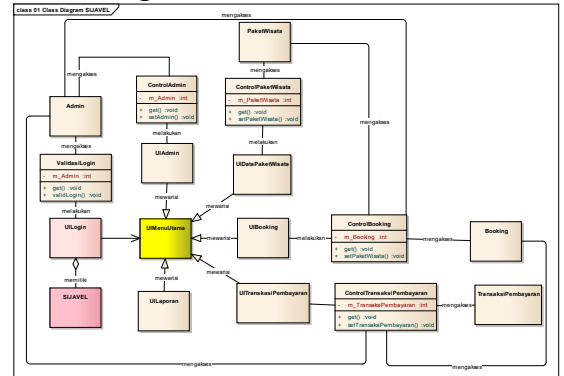 class 01 Class Diagram SIJAVEL
mengakses
PaketWisata
mengakses
mengakses
ControlAdmin
- m_Admin :int
+ get() :void
+ setAdmin() :void
ControlPaketWisata
- m_PaketWisata :int
+ get() :void
+ setPaketWisata() :void
Admin
mengakses
mengakses
melakukan
melakukan
ValidasiLogin
- m_Admin :int
+ get() :void
+ validLogin() :void
UIAdmin
UIDataPaketWisata
melakukan
mewarisi
mewarisi
UILogin
UIMenuUtama
mewarisi
UIBooking
melakukan
ControlBooking
- m_Booking :int
+ get() :void
+ setPaketWisata() :void
mengakses
Booking
memiliki
mewarisi
mewarisi
SIJAVEL
UILaporan
UITranskasiPembayaran
ControlTransaksiPembayaran
- m_TransaksiPembayaran :int
+ get() :void
+ setTransaksiPembayaran() :void
mengakses
TransaksiPembayaran
mengakses
mengakses